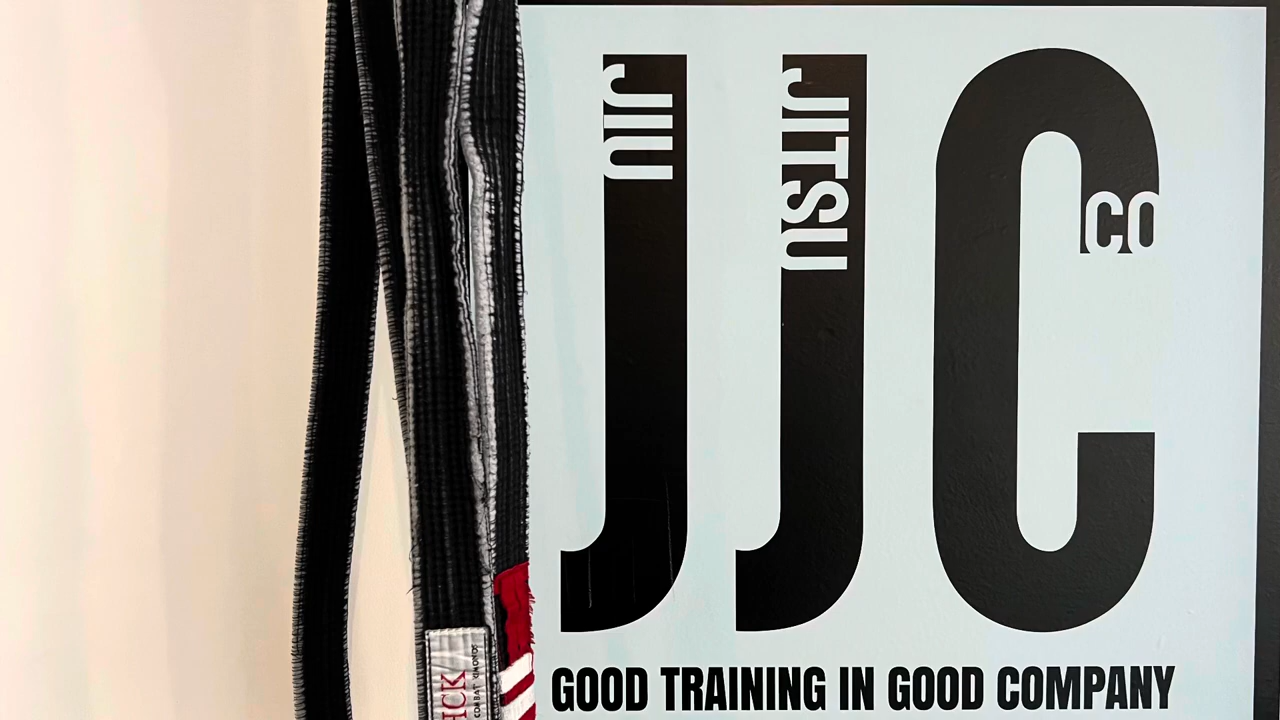 JJC
JIU
JITSU
CO
GOOD TRAINING IN GOOD COMPANY